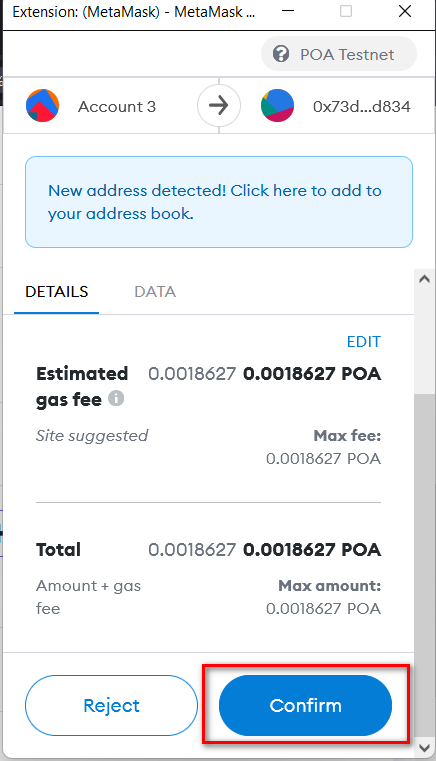 Extension: (MetaMask) - MetaMask ...
POA Testnet
Account 3
0x73d...d834
New address detected! Click here to add to
your address book.
DETAILS
DATA
EDIT
Estimated 0.0018627 0.0018627 POA
gas fee
Site suggested Max fee:
0.0018627 POA
Total 0.0018627 0.0018627 POA
Amount + gas Max amount:
fee 0.0018627 POA
Reject
Confirm